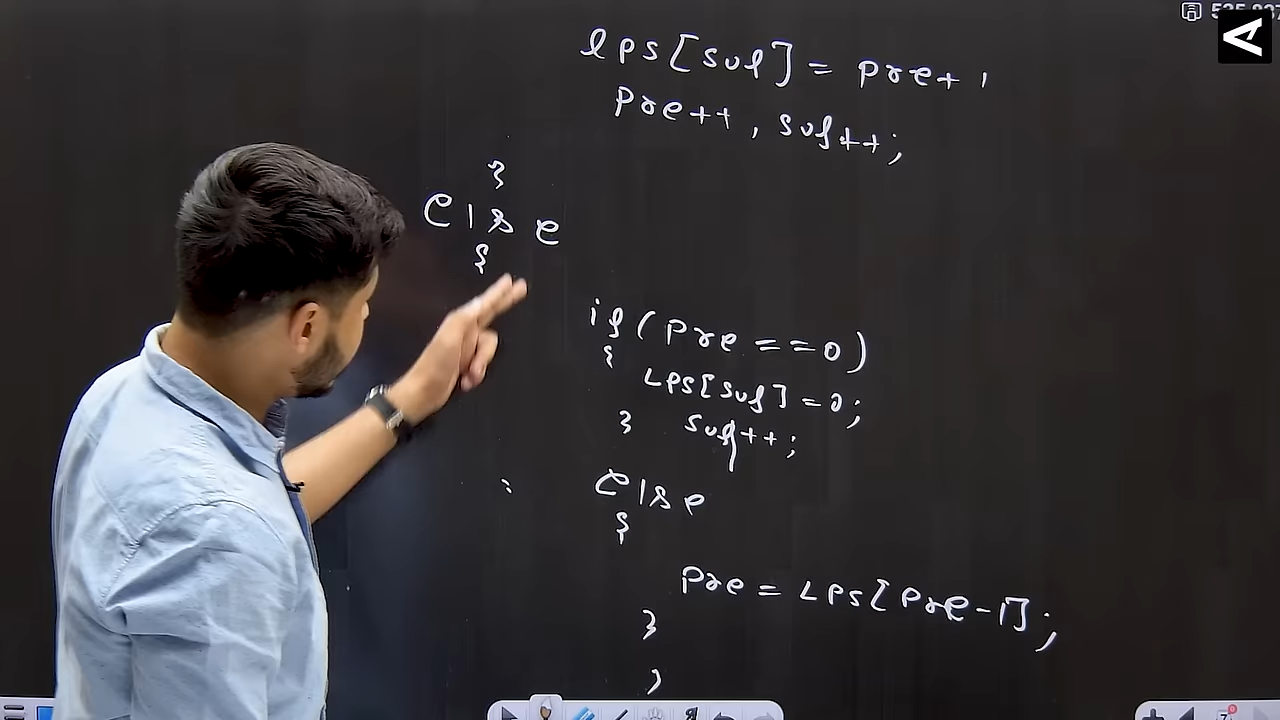 lps[suf] = pre+1
pre++, suf++;
}
else
{
if(pre==0)
{
LPS[suf]=0;
} suf++;
else
{
pre = LPS[pre-1];
}
}